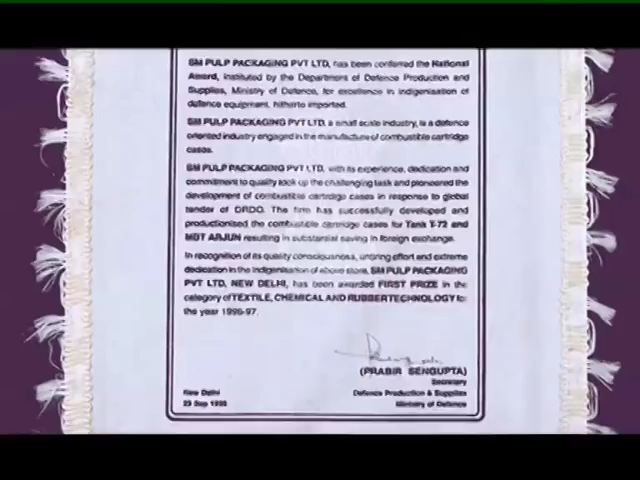 SM PULP PACKAGING PVT LTD, has been conferred the National
Award, instituted by the Department of Defence Production and
Supplies, Ministry of Defence, for excellence in indigenisation of
defence equipment, hitherto imported.
SM PULP PACKAGING PVT LTD, a small scale industry, is a defence
oriented industry engaged in the manufacture of combustible cartridge
cases.
SM PULP PACKAGING PVT LTD, with its experience, dedication and
commitment to quality took up the challenging task and pioneered the
development of combustible cartridge cases in response to global
tender of DRDO. The firm has successfully developed and
productionised the combustible cartridge cases for Tank T-72 and
MBT ARJUN resulting in substantial saving in foreign exchange.
In recognition of its quality consciousness, untiring effort and extreme
dedication in the indigenisation of above store, SM PULP PACKAGING
PVT LTD, NEW DELHI, has been awarded FIRST PRIZE in the
category of TEXTILE, CHEMICAL AND RUBBER TECHNOLOGY for
the year 1996-97.
(PRABIR SENGUPTA)
Secretary
New Delhi Defence Production & Supplies
23 Sep Ministry of Defence